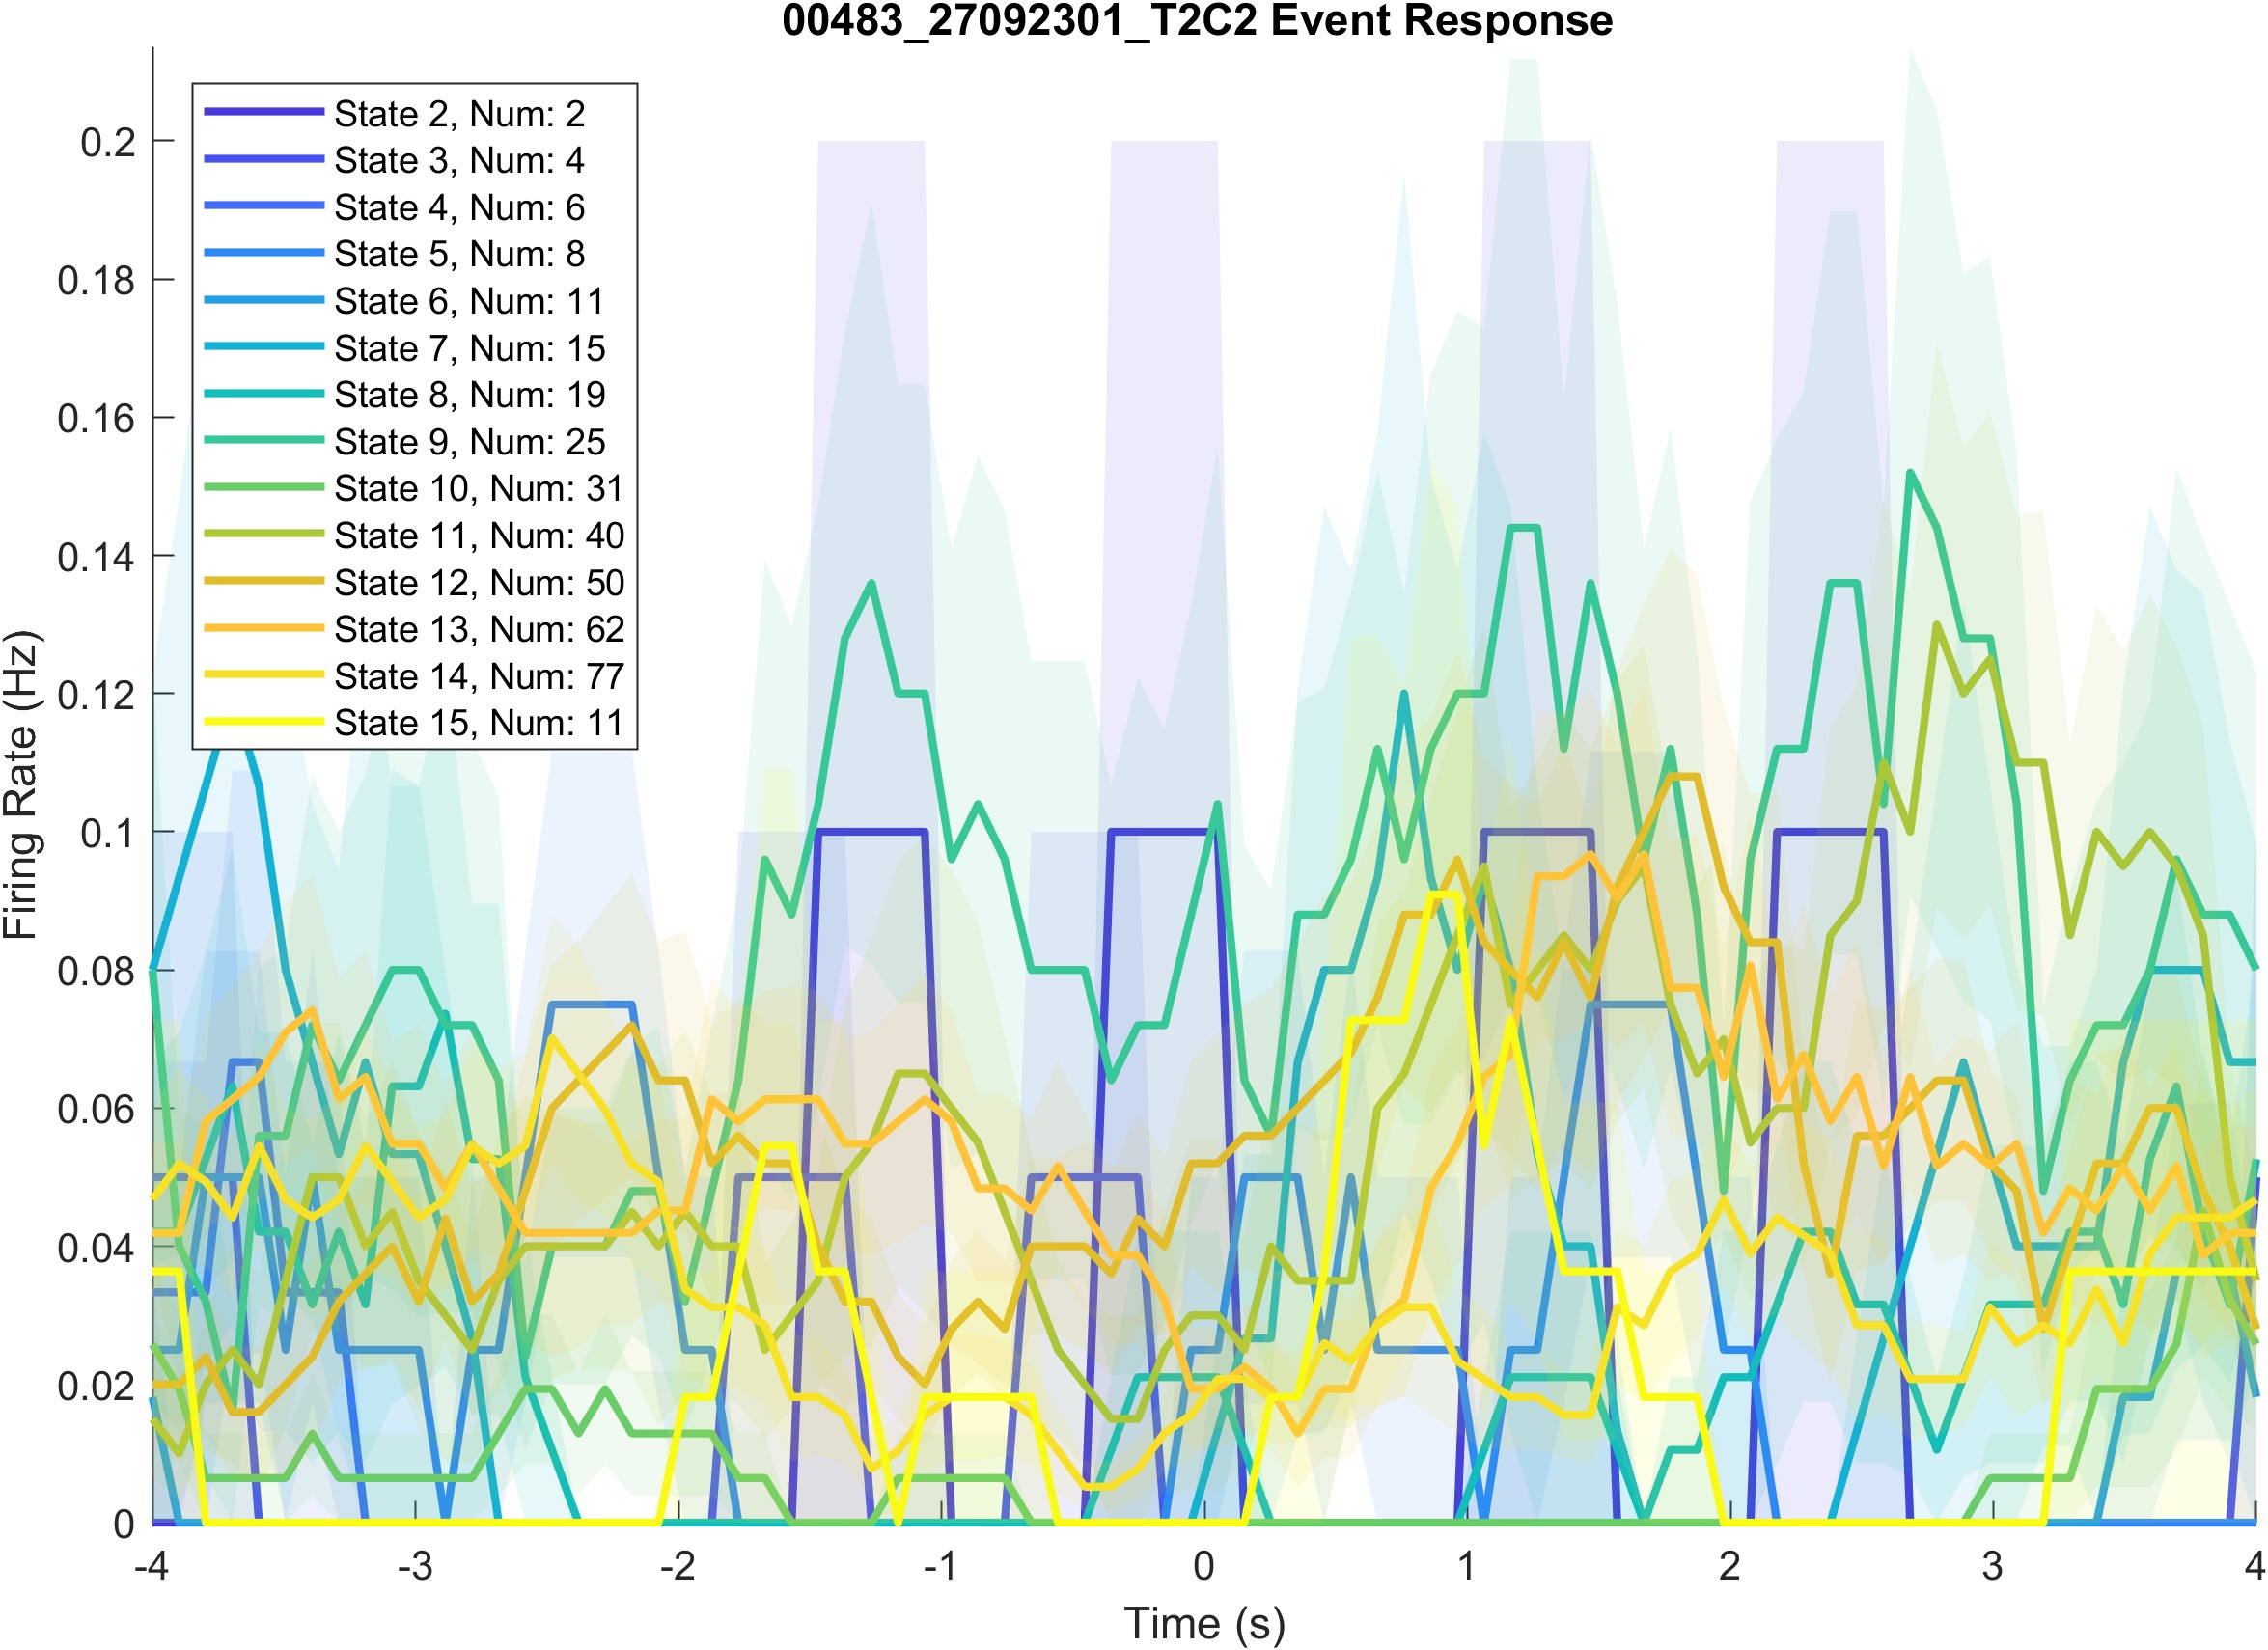 00483_27092301_T2C2 Event Response
State 2, Num: 2
State 3, Num: 4
State 4, Num: 6
State 5, Num: 8
State 6, Num: 11
State 7, Num: 15
State 8, Num: 19
State 9, Num: 25
State 10, Num: 31
State 11, Num: 40
State 12, Num: 50
State 13, Num: 62
State 14, Num: 77
State 15, Num: 11
Firing Rate (Hz)
0.2
0.18
0.16
0.14
0.12
0.1
0.08
0.06
0.04
0.02
0
-4 -3 -2 -1 0 1 2 3 4
Time (s)